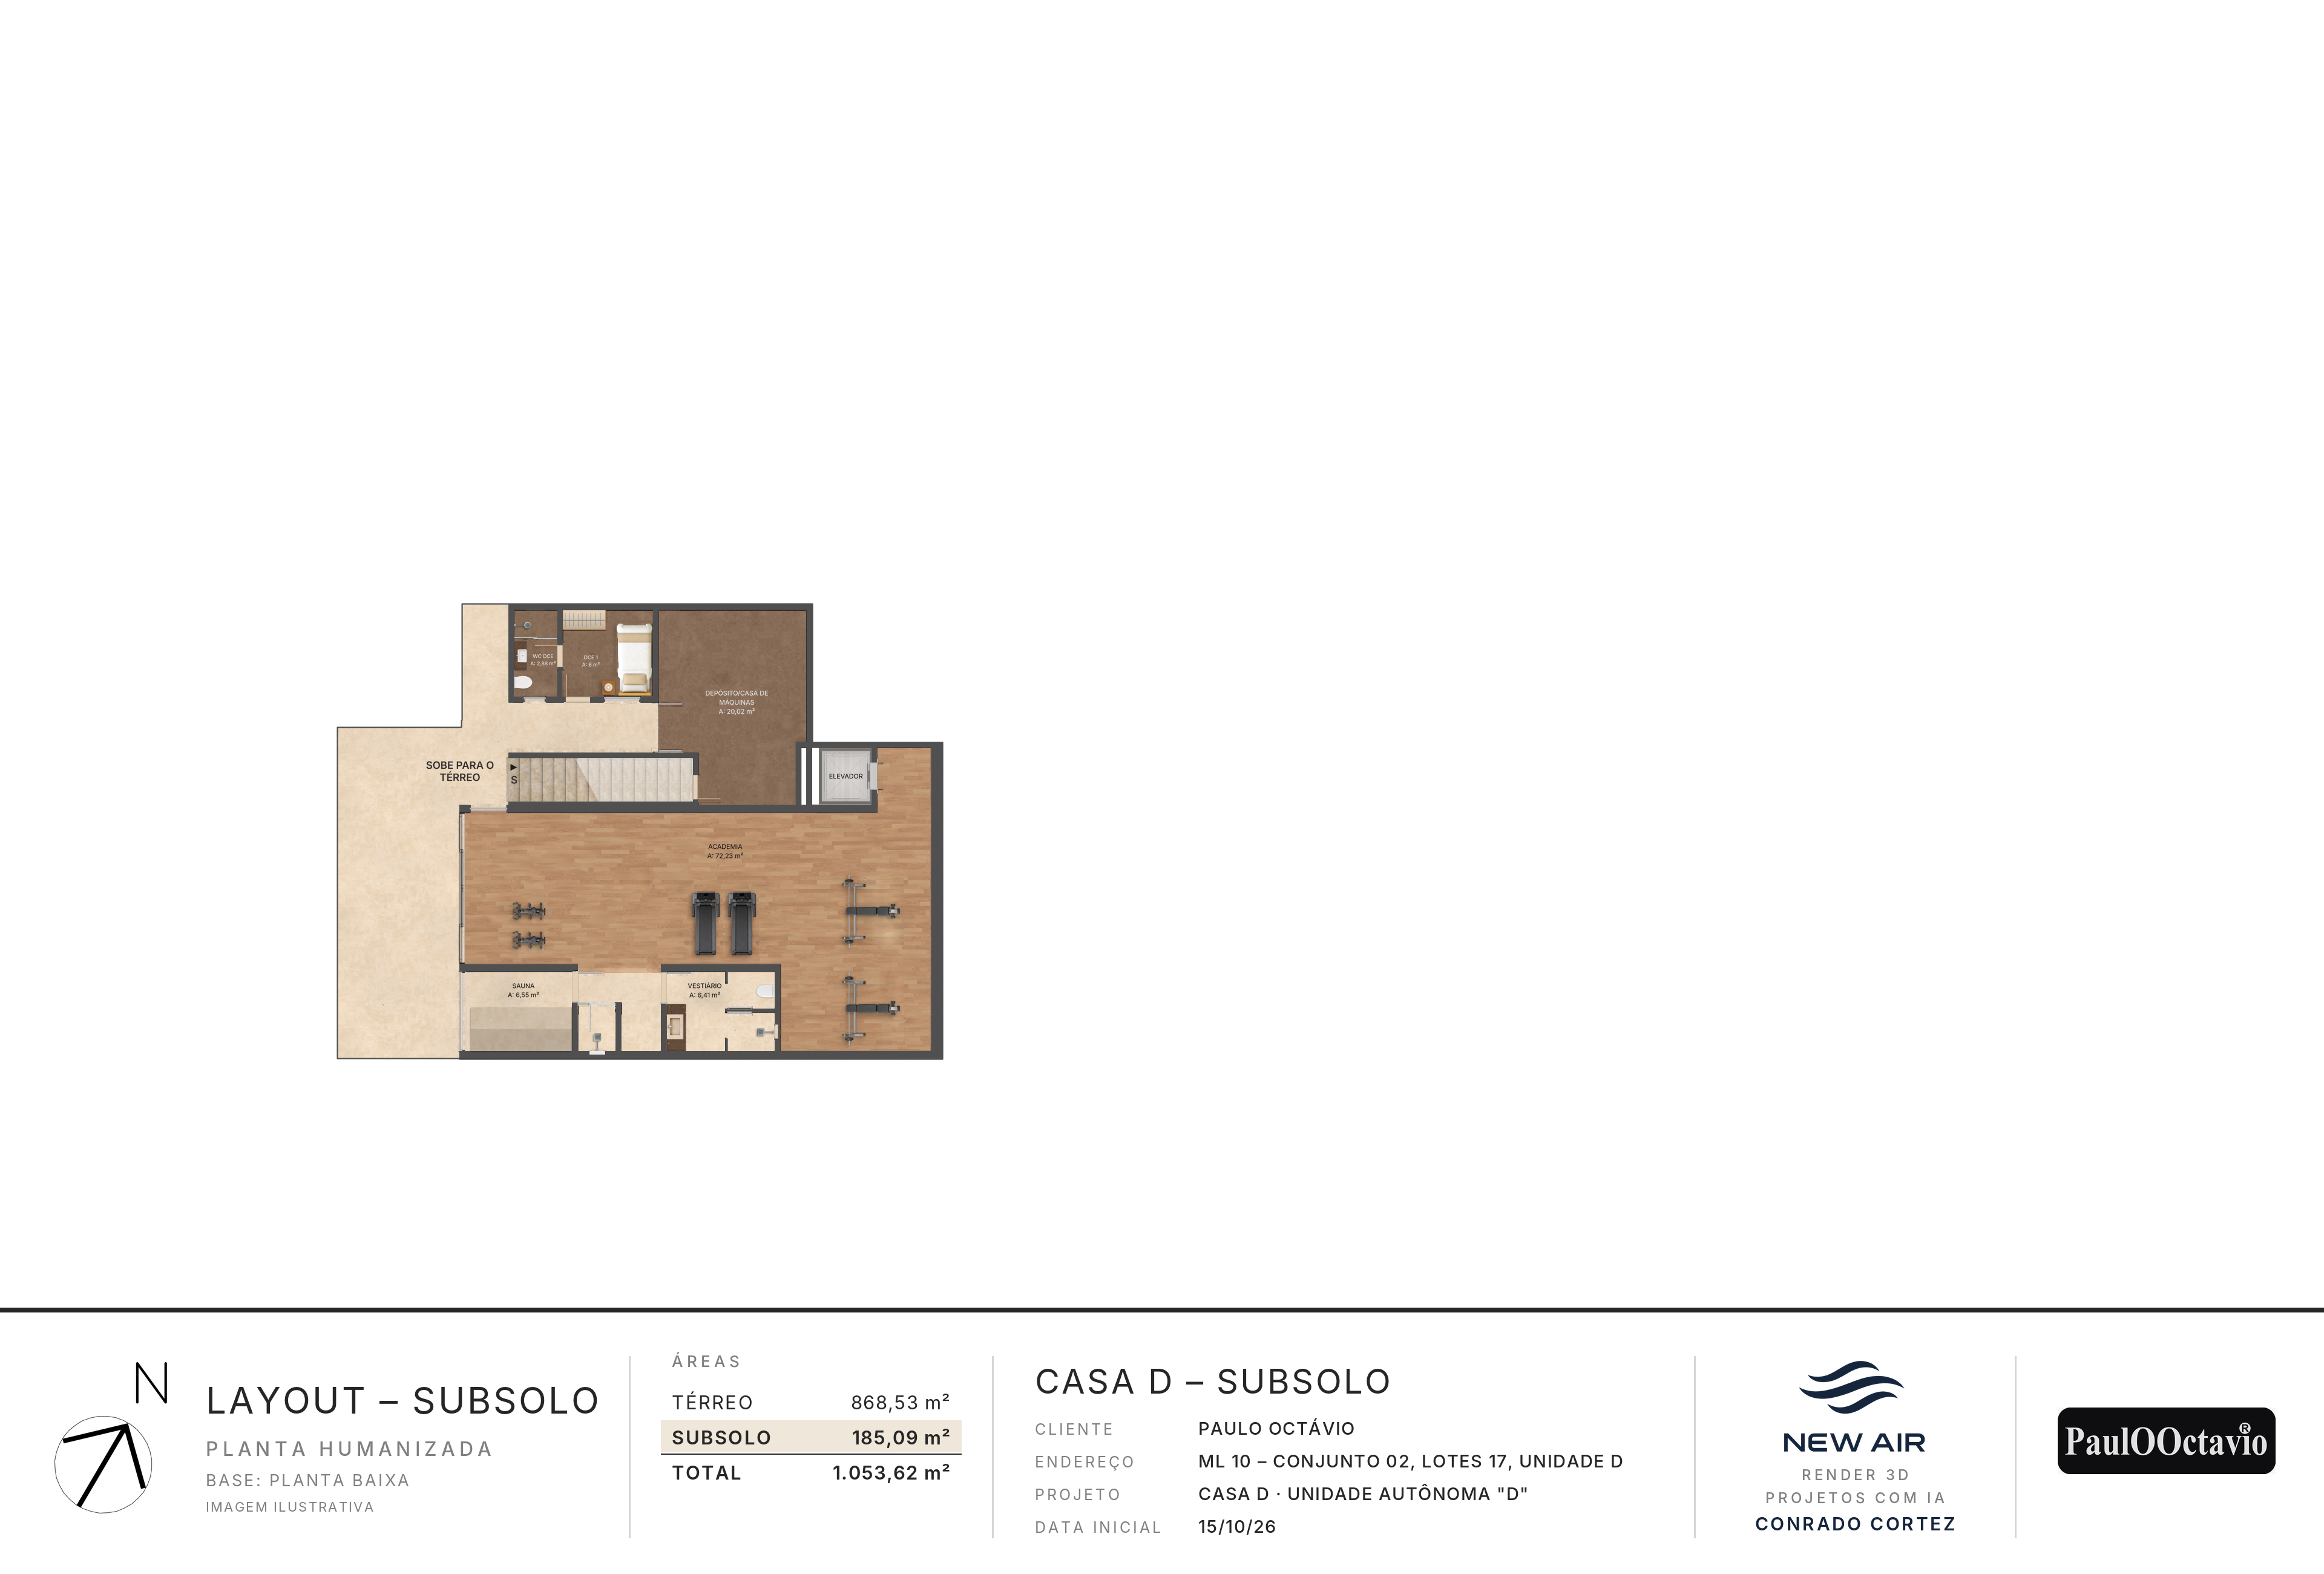 WC DCE
A: 2,88 m²
DCE 1
A: 6 m²
DEPÓSITO/CASA DE
MÁQUINAS
A: 20,02 m²
SOBE PARA O
TÉRREO
S
ELEVADOR
ACADEMIA
A: 72,23 m²
SAUNA
A: 6,55 m²
VESTIÁRIO
A: 6,41 m²
N
LAYOUT – SUBSOLO
PLANTA HUMANIZADA
BASE: PLANTA BAIXA
IMAGEM ILUSTRATIVA
ÁREAS
TÉRREO 868,53 m²
SUBSOLO 185,09 m²
TOTAL 1.053,62 m²
CASA D – SUBSOLO
CLIENTE PAULO OCTÁVIO
ENDEREÇO ML 10 – CONJUNTO 02, LOTES 17, UNIDADE D
PROJETO CASA D · UNIDADE AUTÔNOMA "D"
DATA INICIAL 15/10/26
NEW AIR
RENDER 3D
PROJETOS COM IA
CONRADO CORTEZ
PaulOOctavio®